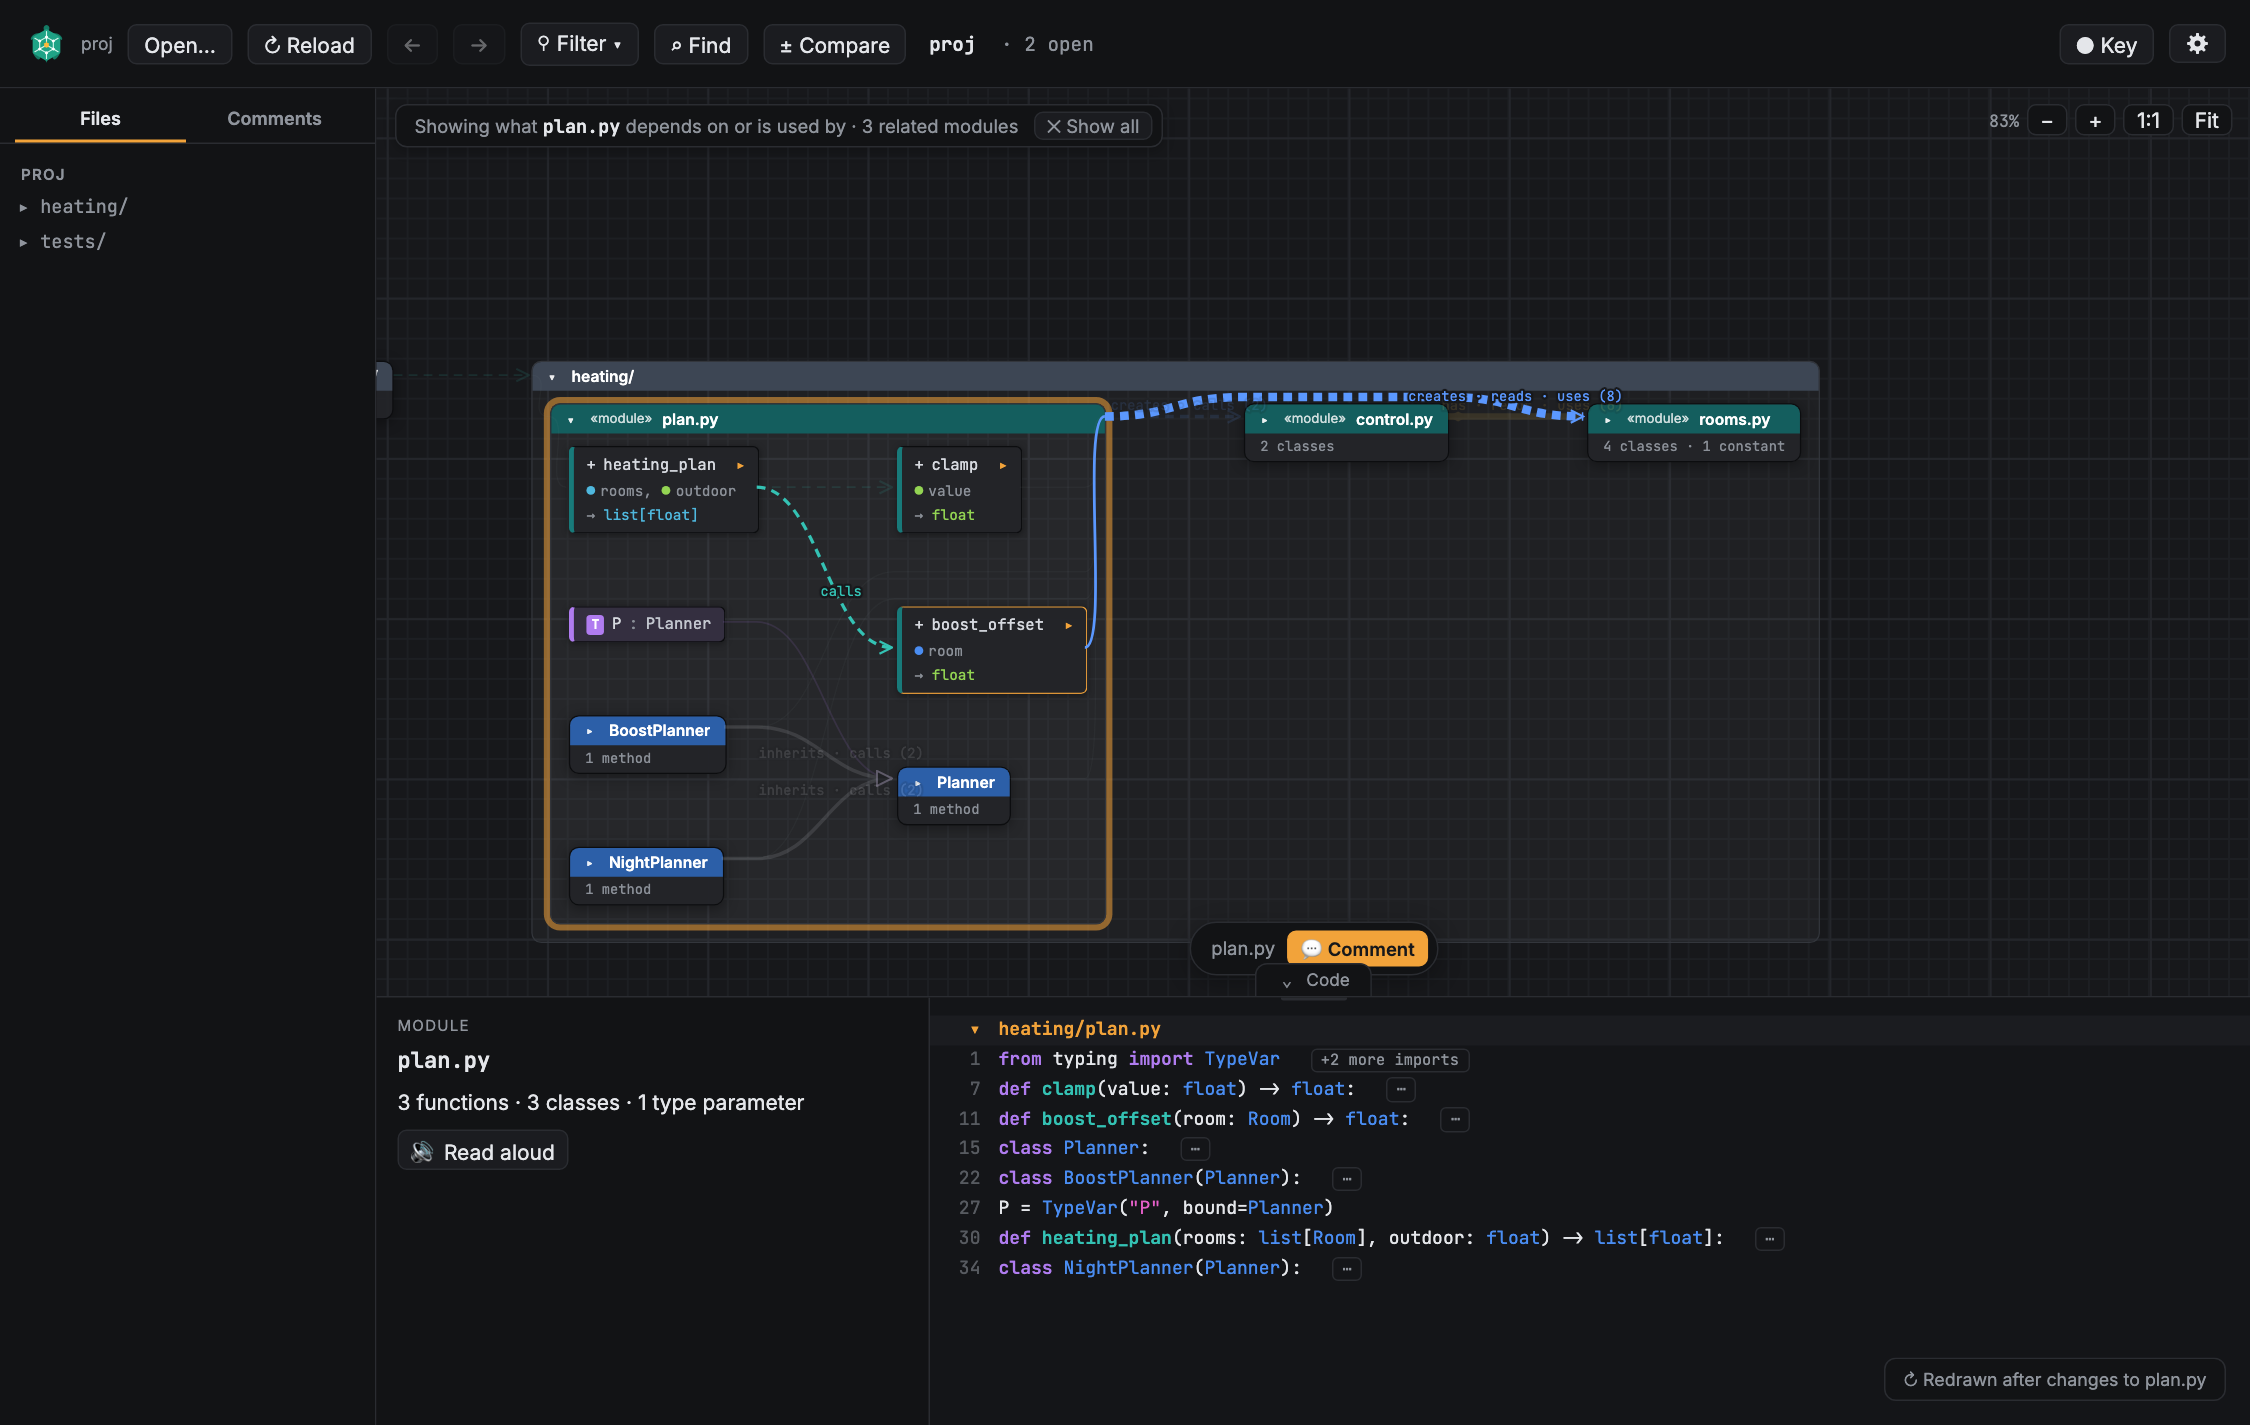 proj Open... Reload ← → Filter ▾ Find ± Compare proj · 2 open Key
Files Comments
PROJ
▸ heating/
▸ tests/
Showing what plan.py depends on or is used by · 3 related modules × Show all
83% − + 1:1 Fit
▾ heating/
▾ «module» plan.py
+ heating_plan ▸
rooms, outdoor
→ list[float]
+ clamp ▸
value
→ float
calls
T P : Planner
+ boost_offset ▸
room
→ float
▸ BoostPlanner
1 method
inherits · calls (2)
inherits · calls (2)
▸ Planner
1 method
▸ NightPlanner
1 method
creates · reads · uses (8)
▸ «module» control.py
2 classes
▸ «module» rooms.py
4 classes · 1 constant
plan.py Comment
Code
MODULE
plan.py
3 functions · 3 classes · 1 type parameter
Read aloud
▾ heating/plan.py
1 from typing import TypeVar +2 more imports
7 def clamp(value: float) -> float: ⋯
11 def boost_offset(room: Room) -> float: ⋯
15 class Planner: ⋯
22 class BoostPlanner(Planner): ⋯
27 P = TypeVar("P", bound=Planner)
30 def heating_plan(rooms: list[Room], outdoor: float) -> list[float]: ⋯
34 class NightPlanner(Planner): ⋯
Redrawn after changes to plan.py